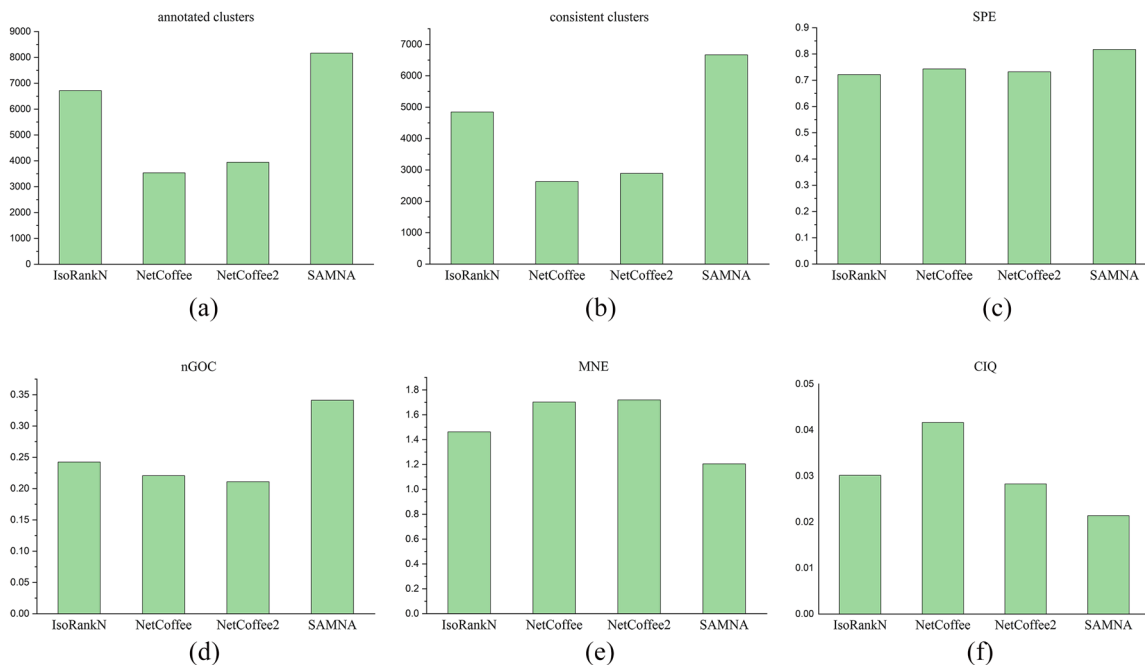 annotated clusters
9000
8000
7000
6000
5000
4000
3000
2000
1000
0
IsoRankN NetCoffee NetCoffee2 SAMNA
(a)
consistent clusters
7000
6000
5000
4000
3000
2000
1000
0
IsoRankN NetCoffee NetCoffee2 SAMNA
(b)
SPE
0.9
0.8
0.7
0.6
0.5
0.4
0.3
0.2
0.1
0.0
IsoRankN NetCoffee NetCoffee2 SAMNA
(c)
nGOC
0.35
0.30
0.25
0.20
0.15
0.10
0.05
0.00
IsoRankN NetCoffee NetCoffee2 SAMNA
(d)
MNE
1.8
1.6
1.4
1.2
1.0
0.8
0.6
0.4
0.2
0.0
IsoRankN NetCoffee NetCoffee2 SAMNA
(e)
CIQ
0.05
0.04
0.03
0.02
0.01
0.00
IsoRankN NetCoffee NetCoffee2 SAMNA
(f)